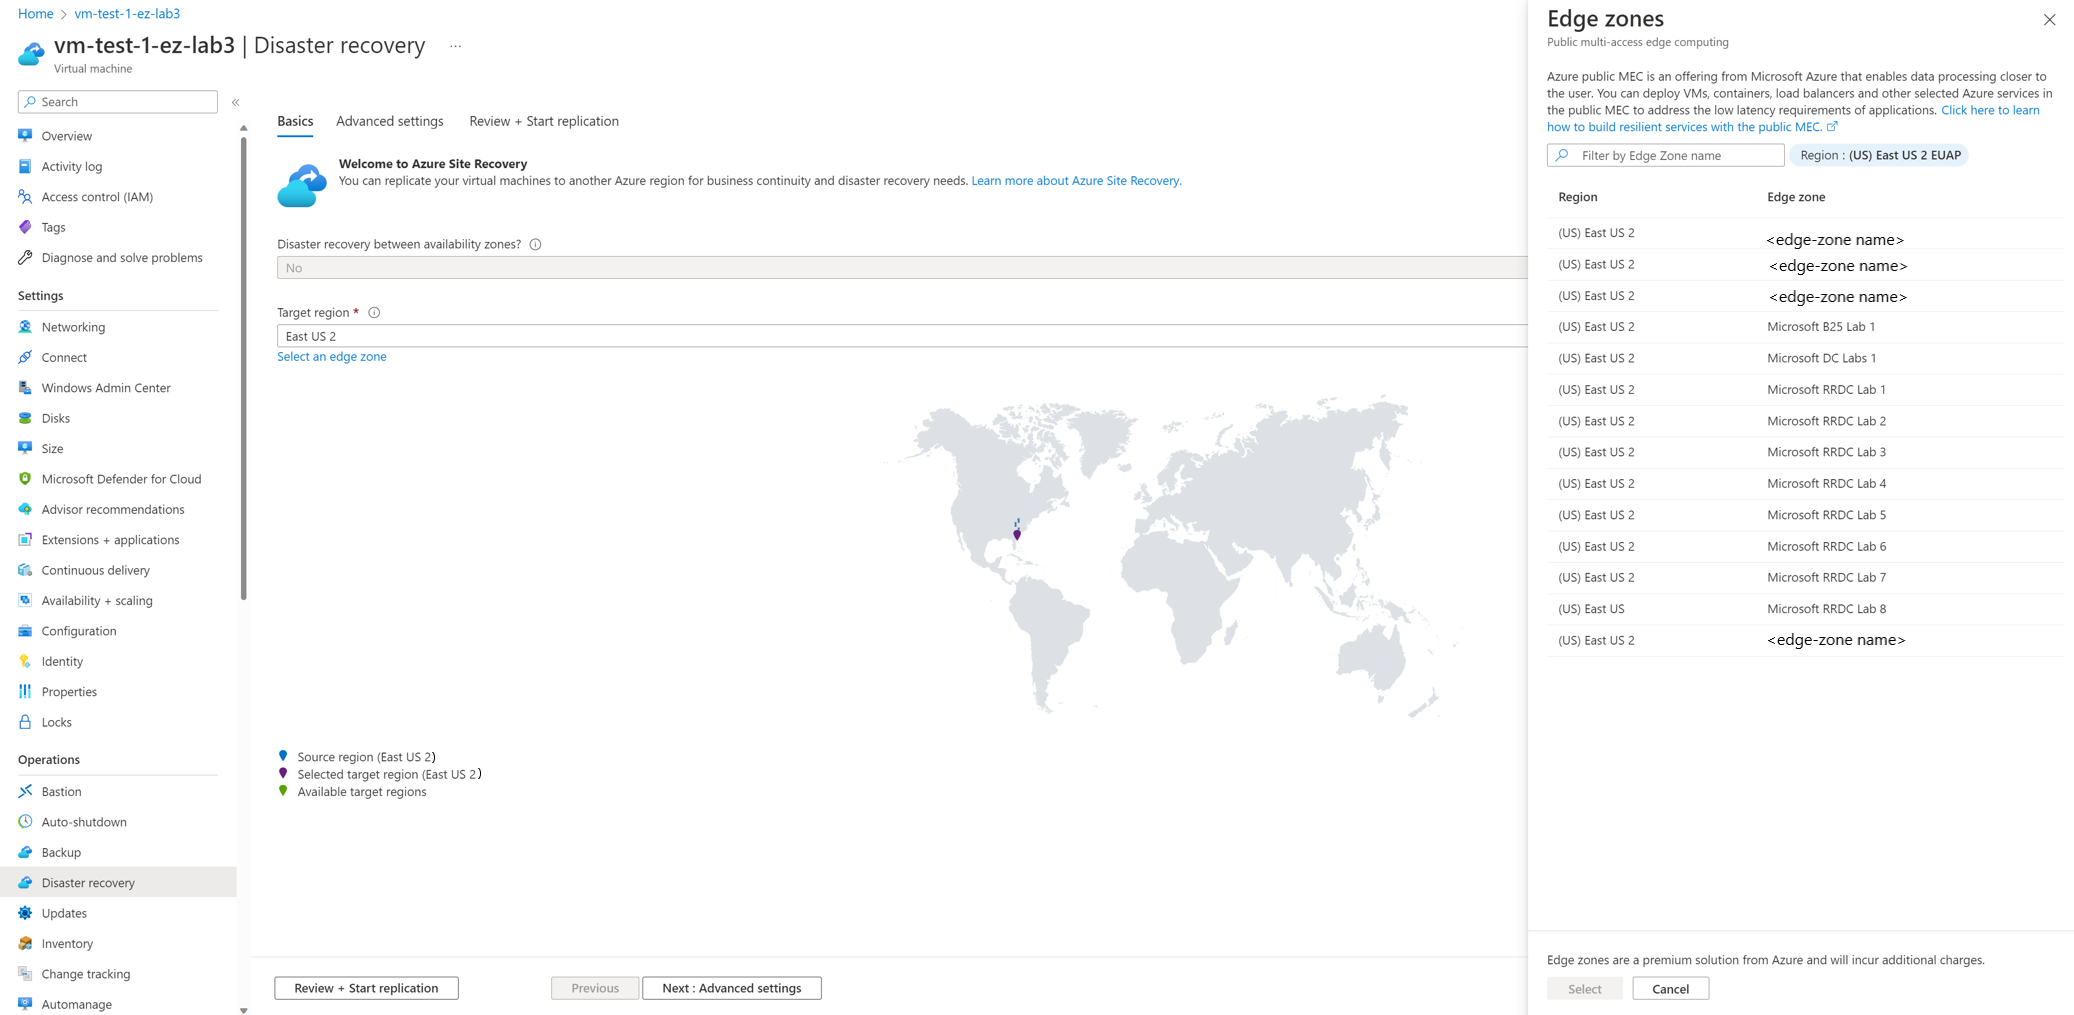 Home > vm-test-1-ez-lab3
vm-test-1-ez-lab3 | Disaster recovery ...
Virtual machine
Search «
Overview
Activity log
Access control (IAM)
Tags
Diagnose and solve problems
Settings
Networking
Connect
Windows Admin Center
Disks
Size
Microsoft Defender for Cloud
Advisor recommendations
Extensions + applications
Continuous delivery
Availability + scaling
Configuration
Identity
Properties
Locks
Operations
Bastion
Auto-shutdown
Backup
Disaster recovery
Updates
Inventory
Change tracking
Automanage
Basics Advanced settings Review + Start replication
Welcome to Azure Site Recovery
You can replicate your virtual machines to another Azure region for business continuity and disaster recovery needs. Learn more about Azure Site Recovery.
Disaster recovery between availability zones?
No
Target region *
East US 2
Select an edge zone
Source region (East US 2)
Selected target region (East US 2)
Available target regions
Review + Start replication Previous Next : Advanced settings
Edge zones
Public multi-access edge computing
Azure public MEC is an offering from Microsoft Azure that enables data processing closer to
the user. You can deploy VMs, containers, load balancers and other selected Azure services in
the public MEC to address the low latency requirements of applications. Click here to learn
how to build resilient services with the public MEC.
Filter by Edge Zone name Region : (US) East US 2 EUAP
Region Edge zone
(US) East US 2 <edge-zone name>
(US) East US 2 <edge-zone name>
(US) East US 2 <edge-zone name>
(US) East US 2 Microsoft B25 Lab 1
(US) East US 2 Microsoft DC Labs 1
(US) East US 2 Microsoft RRDC Lab 1
(US) East US 2 Microsoft RRDC Lab 2
(US) East US 2 Microsoft RRDC Lab 3
(US) East US 2 Microsoft RRDC Lab 4
(US) East US 2 Microsoft RRDC Lab 5
(US) East US 2 Microsoft RRDC Lab 6
(US) East US 2 Microsoft RRDC Lab 7
(US) East US Microsoft RRDC Lab 8
(US) East US 2 <edge-zone name>
Edge zones are a premium solution from Azure and will incur additional charges.
Select Cancel